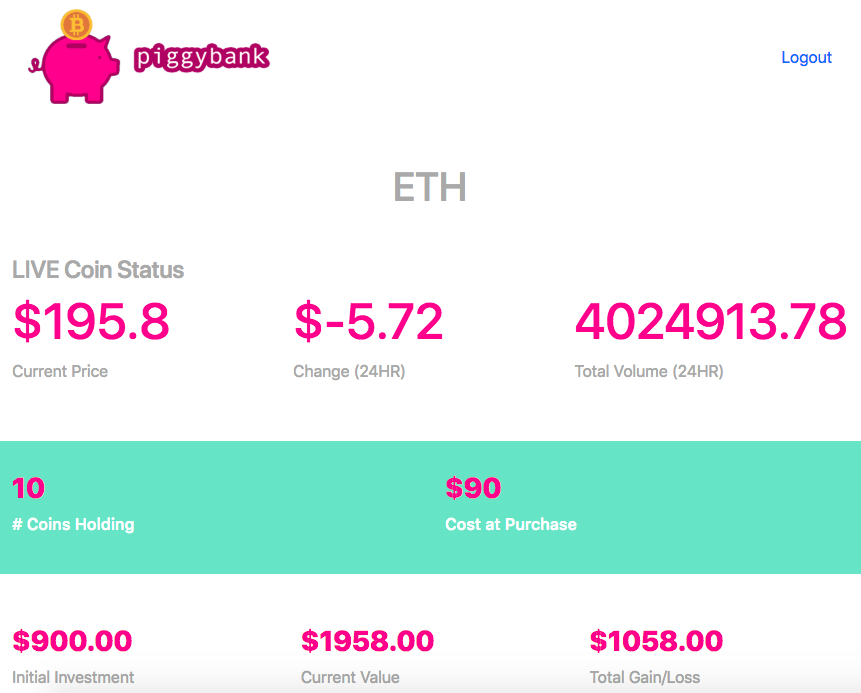 piggybank
Logout
ETH
LIVE Coin Status
$195.8 $-5.72 4024913.78
Current Price Change (24HR) Total Volume (24HR)
10 $90
# Coins Holding Cost at Purchase
$900.00 $1958.00 $1058.00
Initial Investment Current Value Total Gain/Loss